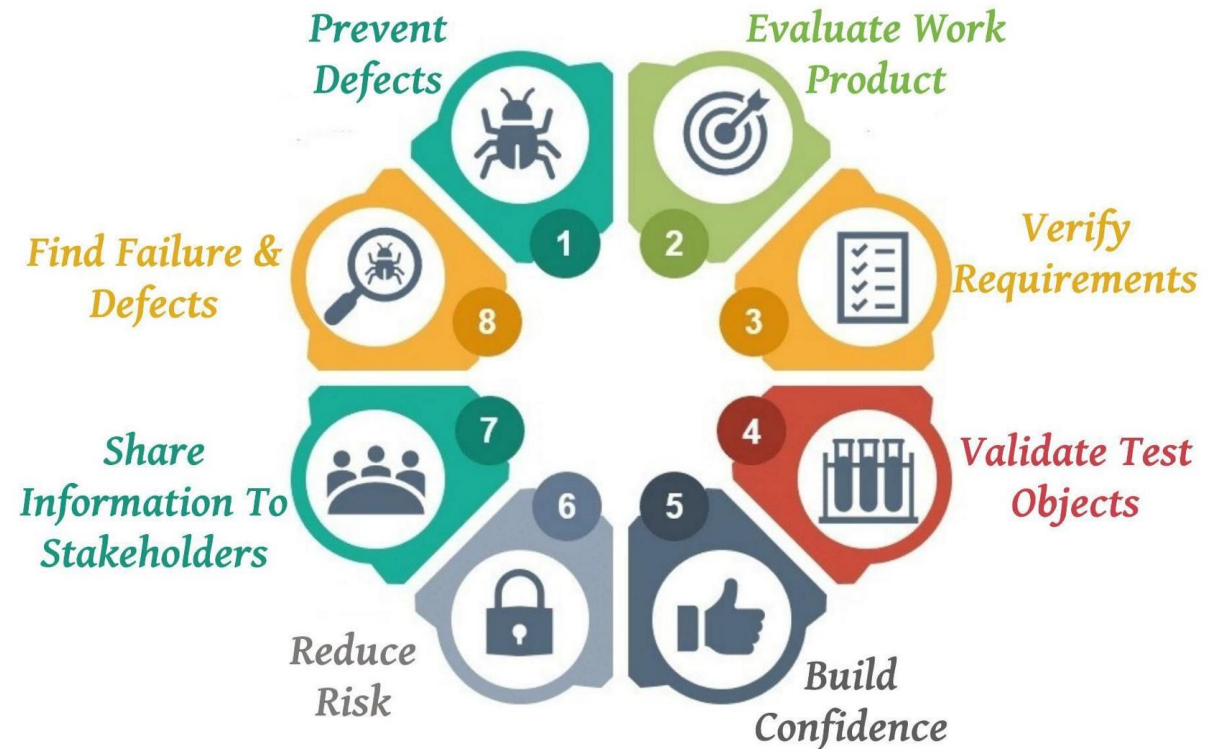 Prevent
Defects
1
Evaluate Work
Product
2
Verify
Requirements
3
Validate Test
Objects
4
Build
Confidence
5
Reduce
Risk
6
Share
Information To
Stakeholders
7
Find Failure &
Defects
8